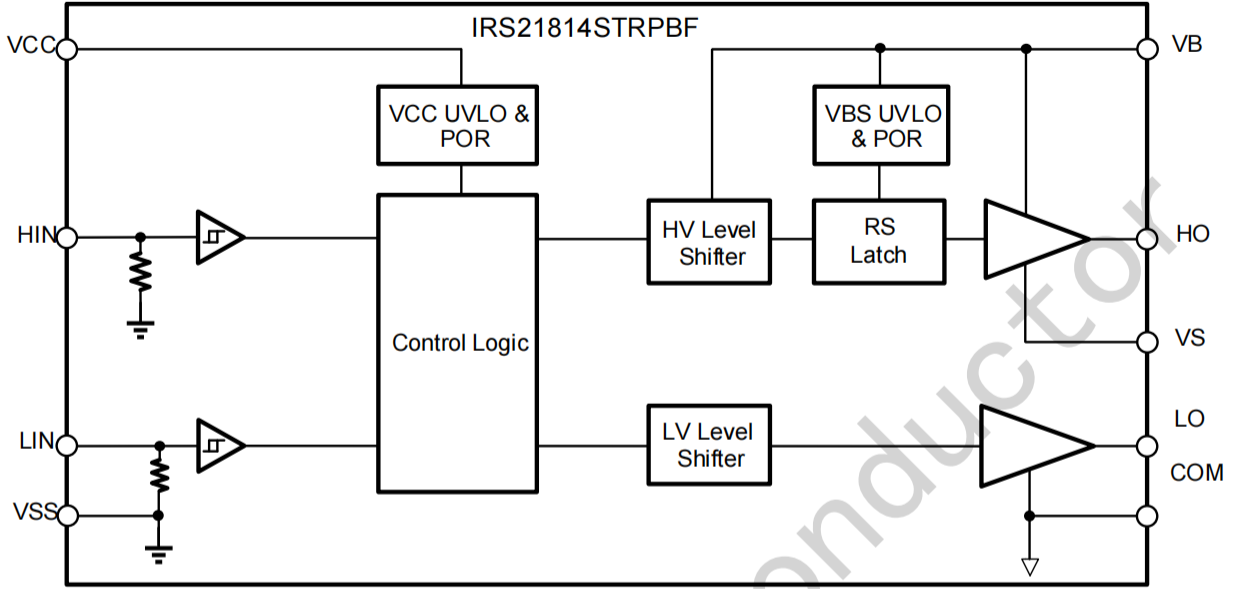 IRS21814STRPBF
VCC
VB
VCC UVLO &
POR
VBS UVLO
& POR
HIN
HV Level
Shifter
RS
Latch
HO
Control Logic
VS
LIN
LV Level
Shifter
LO
COM
VSS
onductor